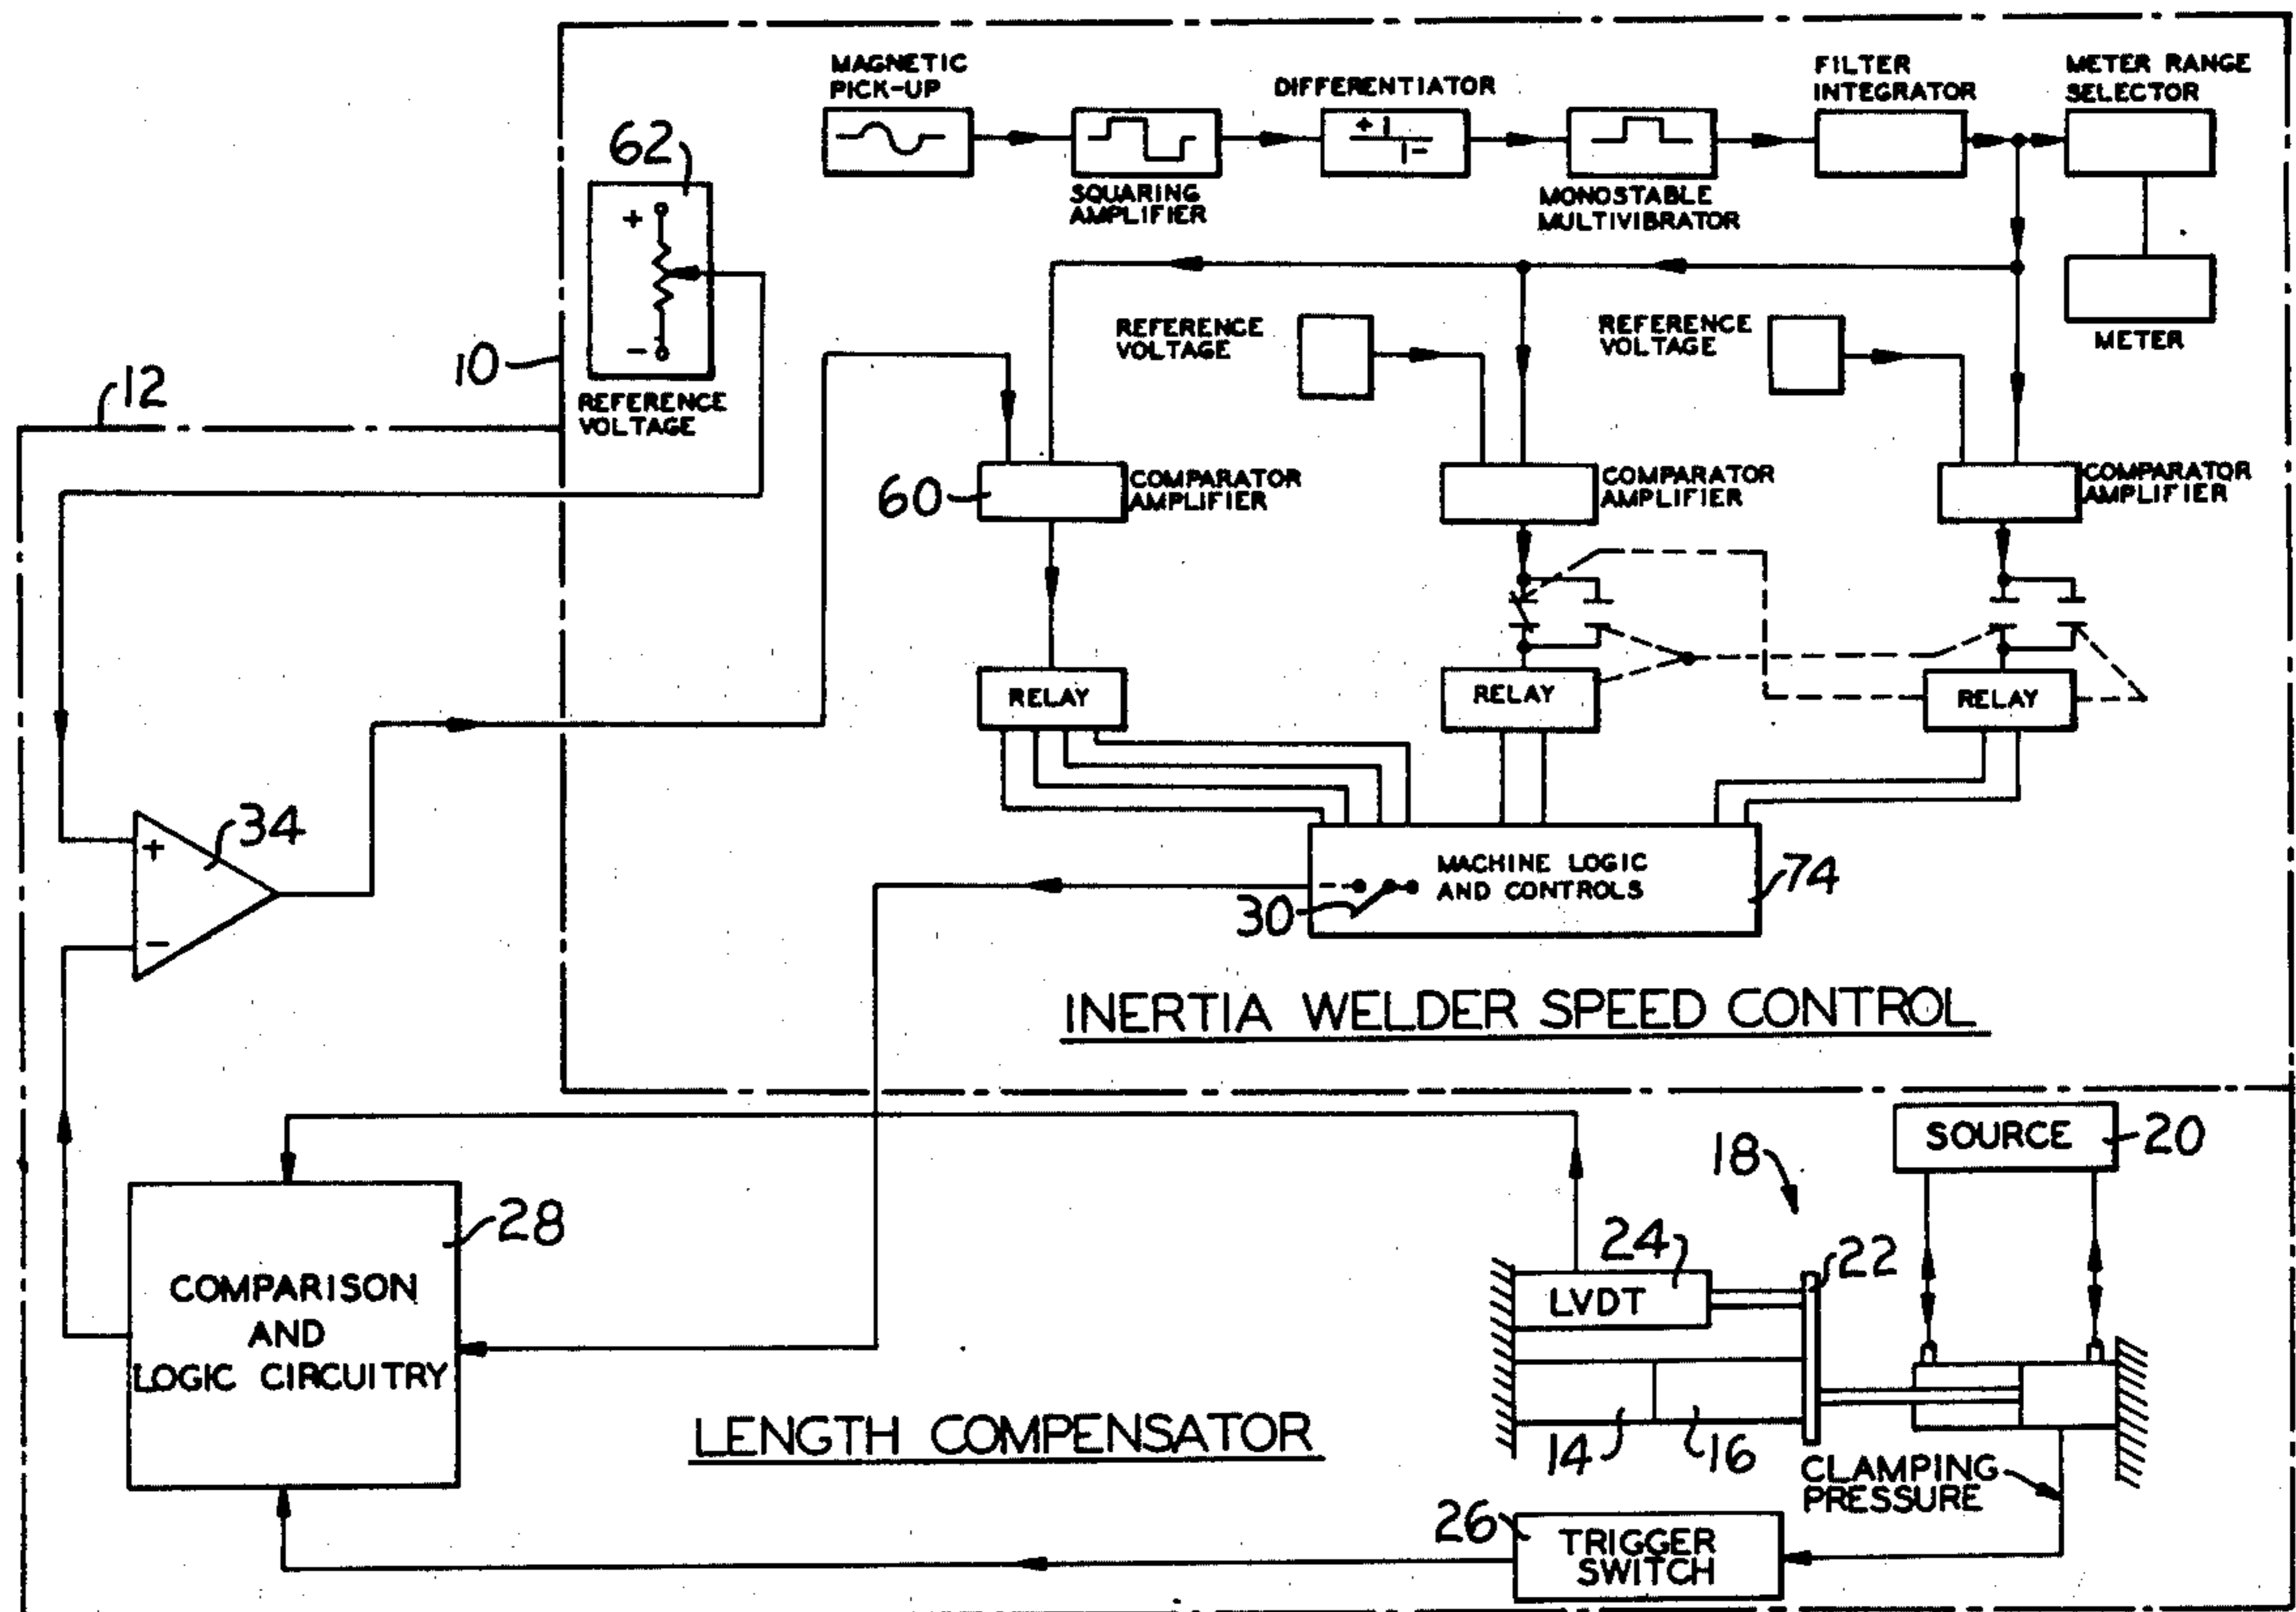 MAGNETIC
PICK-UP
DIFFERENTIATOR
FILTER
INTEGRATOR
METER RANGE
SELECTOR
62
+
-
+
-
SQUARING
AMPLIFIER
MONOSTABLE
MULTIVIBRATOR
10
12
REFERENCE
VOLTAGE
REFERENCE
VOLTAGE
REFERENCE
VOLTAGE
METER
60
COMPARATOR
AMPLIFIER
COMPARATOR
AMPLIFIER
COMPARATOR
AMPLIFIER
RELAY
RELAY
RELAY
34
+
-
MACHINE LOGIC
AND CONTROLS
30
74
INERTIA WELDER SPEED CONTROL
SOURCE
20
18
28
24
22
LVDT
COMPARISON
AND
LOGIC CIRCUITRY
LENGTH COMPENSATOR
14
16
CLAMPING
PRESSURE
26
TRIGGER
SWITCH